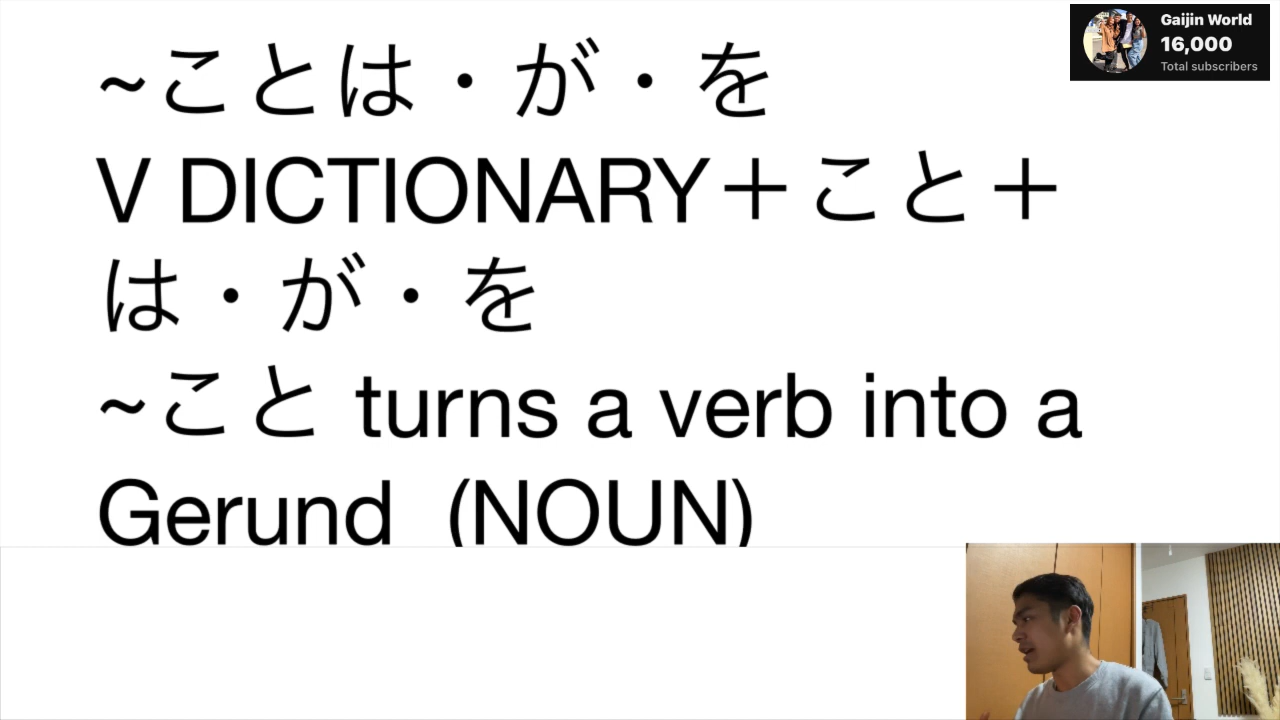 ~ことは・が・を
V DICTIONARY＋こと＋
は・が・を
~こと turns a verb into a
Gerund (NOUN)
Gaijin World
16,000
Total subscribers